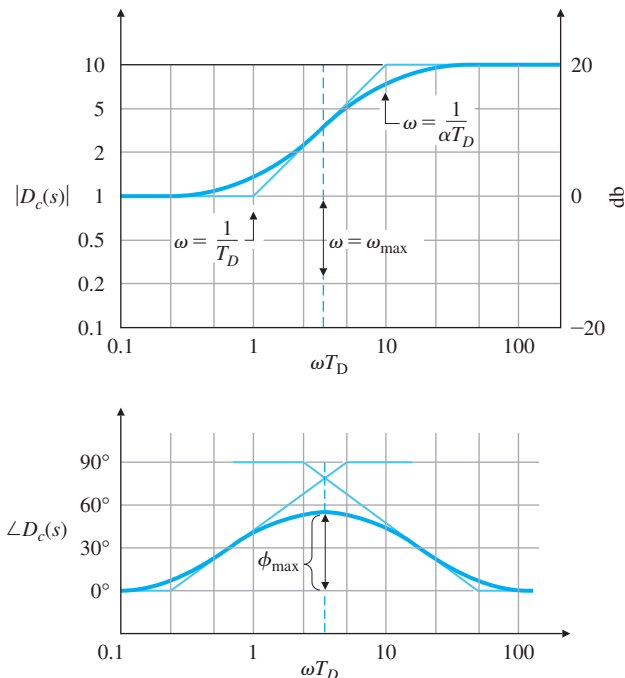 10
5
2
|D_c(s)| 1
0.5
0.2
0.1
20
0
db
−20
ω = 1/αT_D
ω = 1/T_D
ω = ω_max
0.1 1 10 100
ωT_D
90°
60°
∠D_c(s)
30°
0°
ϕ_max
0.1 1 10 100
ωT_D